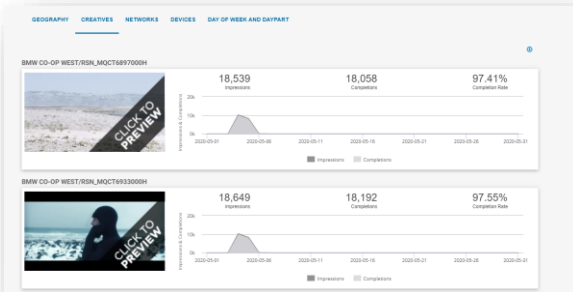 GEOGRAPHY CREATIVES NETWORKS DEVICES DAY OF WEEK AND DAYPART
BMW CO-OP WEST/RSN_MQCT6897000H
CLICK TO PREVIEW
18,539 18,058 97.41%
Impressions Completions Completion Rate
Impressions & Completions
20k
10k
0k
2020-05-01 2020-05-06 2020-05-11 2020-05-16 2020-05-21 2020-05-26 2020-05-31
Impressions Completions
BMW CO-OP WEST/RSN_MQCT6933000H
CLICK TO PREVIEW
18,649 18,192 97.55%
Impressions Completions Completion Rate
Impressions & Completions
20k
10k
0k
2020-05-01 2020-05-06 2020-05-11 2020-05-16 2020-05-21 2020-05-26 2020-05-31
Impressions Completions